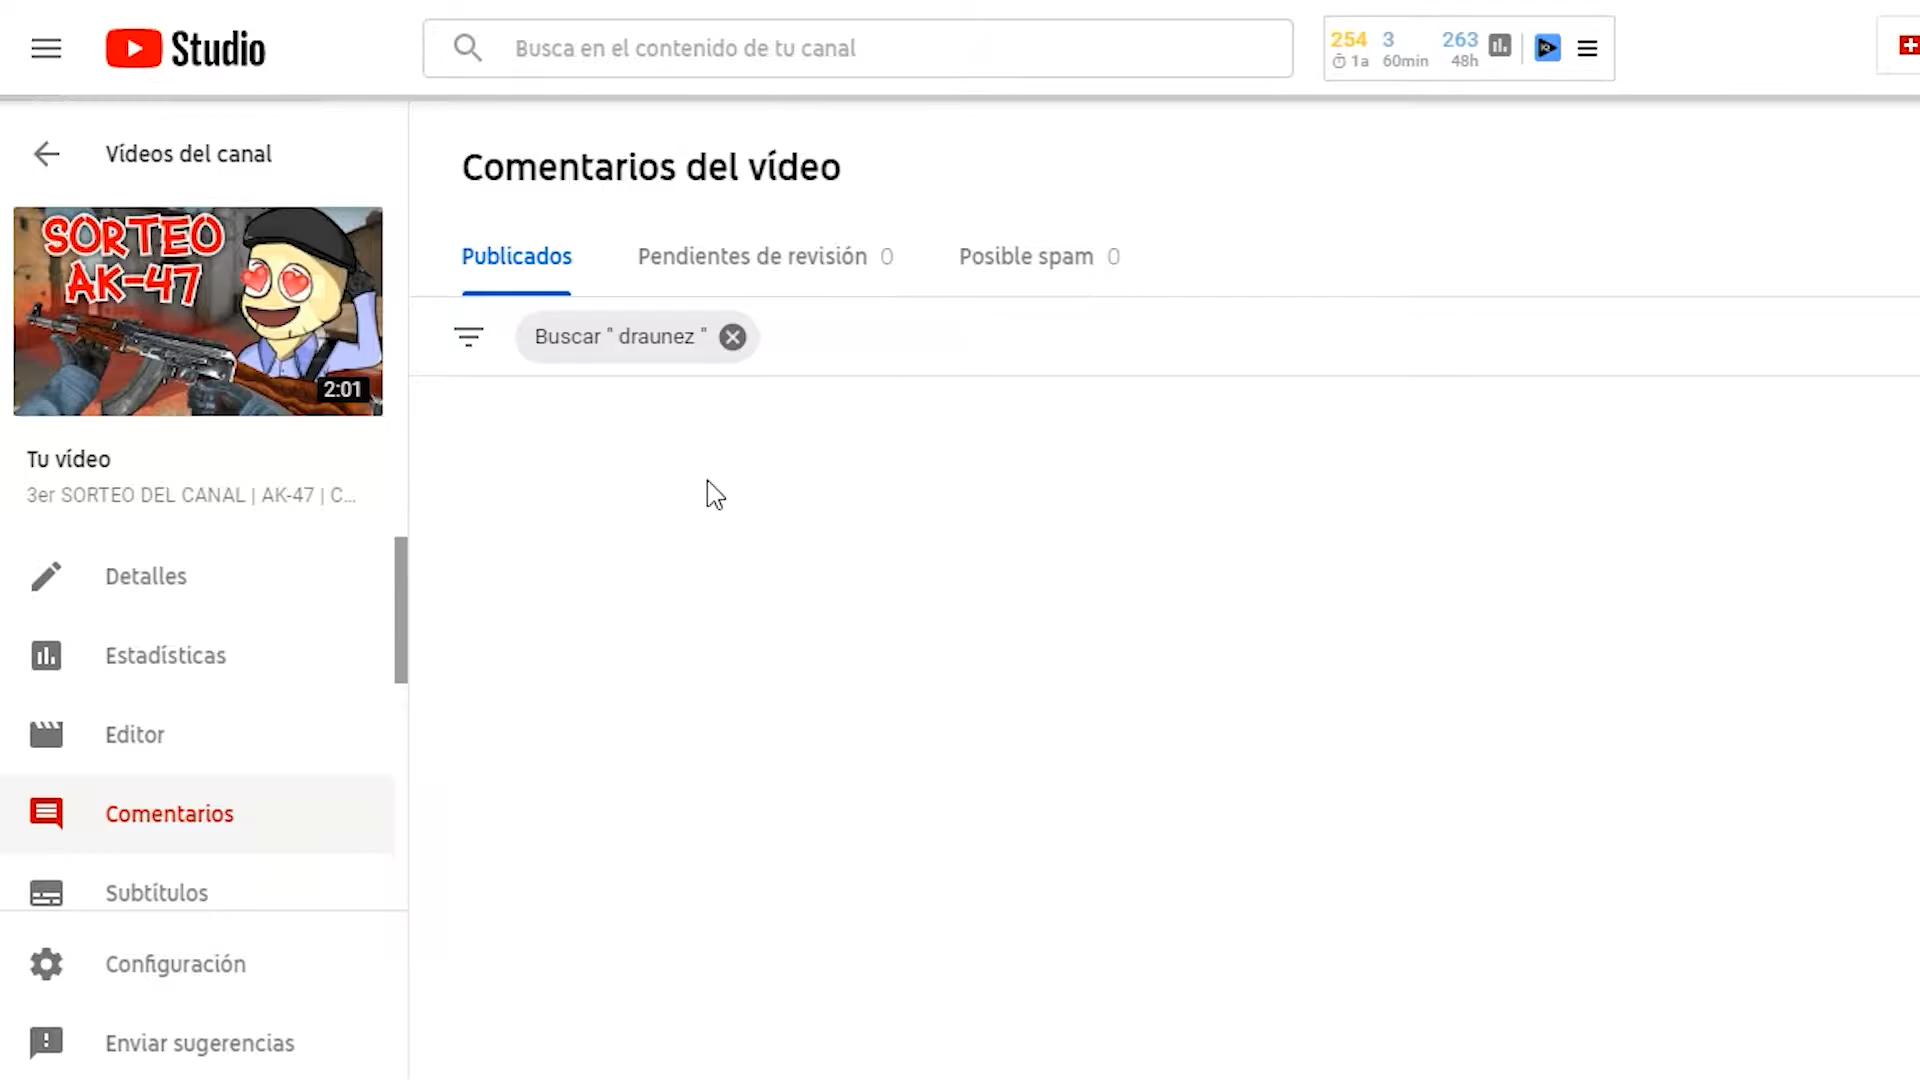 Studio
Busca en el contenido de tu canal
254 3 263
1a 60min 48h
Vídeos del canal
SORTEO
AK-47
2:01
Tu vídeo
3er SORTEO DEL CANAL | AK-47 | C...
Detalles
Estadísticas
Editor
Comentarios
Subtítulos
Configuración
Enviar sugerencias
Comentarios del vídeo
Publicados
Pendientes de revisión 0
Posible spam 0
Buscar " draunez "